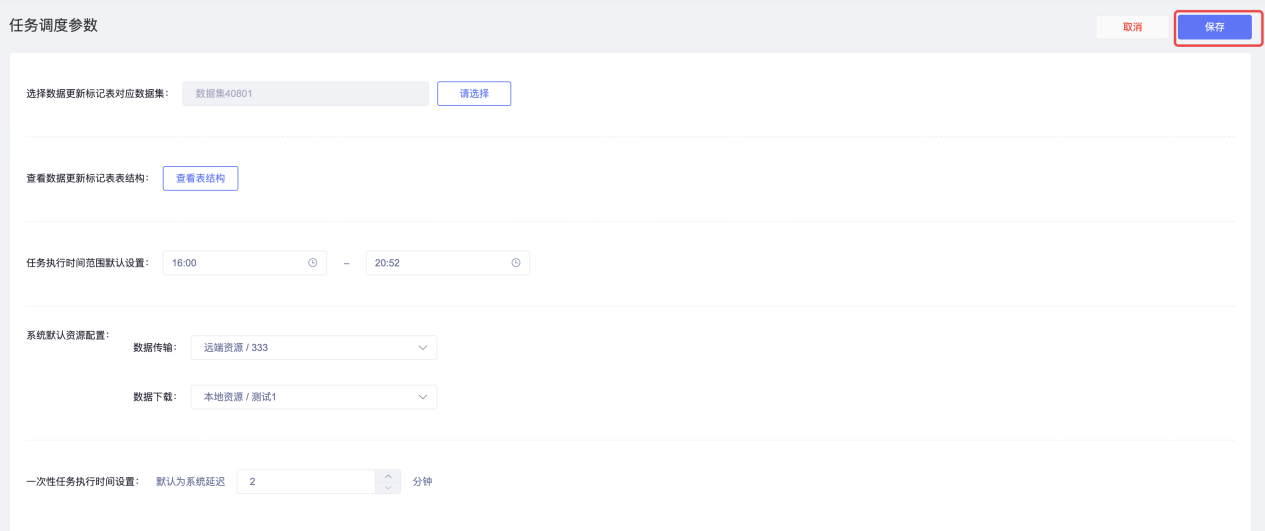 任务调度参数
取消
保存
选择数据更新标记表对应数据集：
数据集40801
请选择
查看数据更新标记表表结构：
查看表结构
任务执行时间范围默认设置：
16:00
–
20:52
系统默认资源配置：
数据传输：
远端资源 / 333
数据下载：
本地资源 / 测试1
一次性任务执行时间设置：
默认为系统延迟
2
分钟